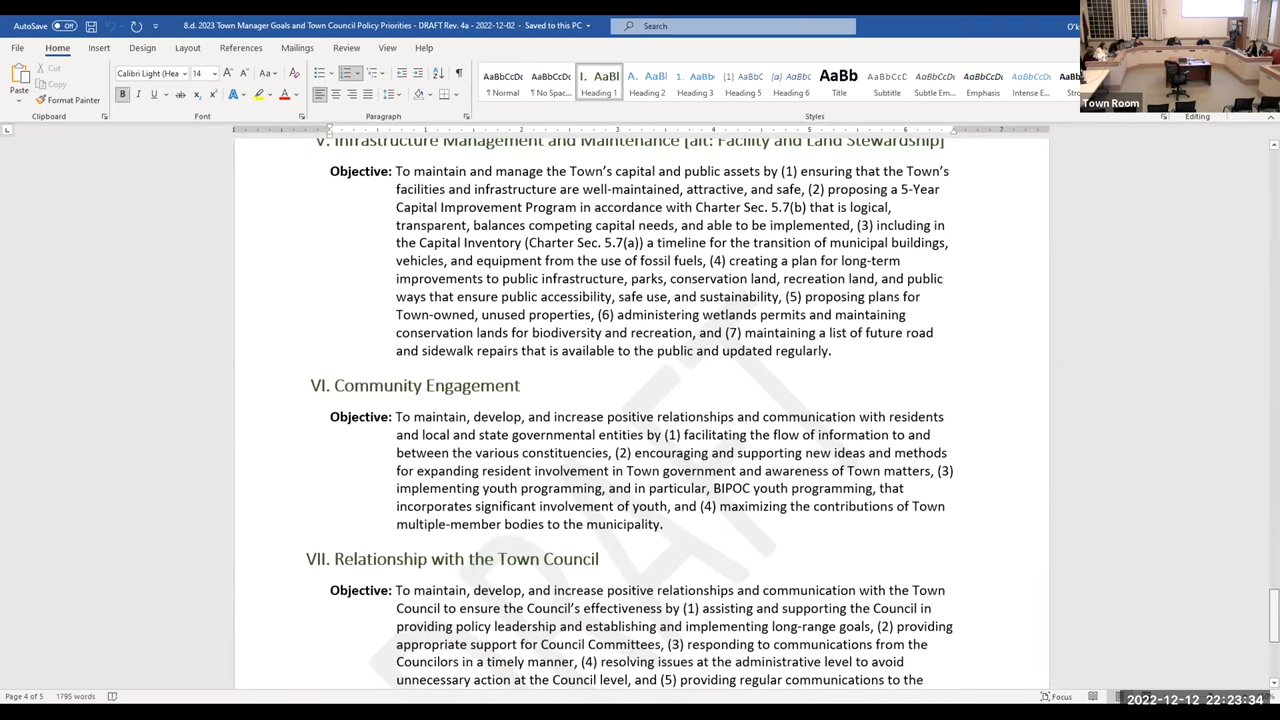 AutoSave Off 8.d. 2023 Town Manager Goals and Town Council Policy Priorities - DRAFT Rev. 4a - 2022-12-02 - Saved to this PC Search
File Home Insert Design Layout References Mailings Review View Help
Paste Cut Copy Format Painter
Calibri Light (Hea 14
AaBbCcDc AaBbCcDc I. AaBl A. AaBl 1. AaBb (1) AaBbC (a) AaBbC AaBb AaBbCcD AaBbCcDc AaBbCcDt AaBbCcDt
¶ Normal ¶ No Spac... Heading 1 Heading 2 Heading 3 Heading 5 Heading 6 Title Subtitle Subtle Em... Emphasis Intense E...
Clipboard Font Paragraph Styles Editing
Town Room
V. Infrastructure Management and Maintenance [alt: Facility and Land Stewardship]
Objective: To maintain and manage the Town's capital and public assets by (1) ensuring that the Town's
facilities and infrastructure are well-maintained, attractive, and safe, (2) proposing a 5-Year
Capital Improvement Program in accordance with Charter Sec. 5.7(b) that is logical,
transparent, balances competing capital needs, and able to be implemented, (3) including in
the Capital Inventory (Charter Sec. 5.7(a)) a timeline for the transition of municipal buildings,
vehicles, and equipment from the use of fossil fuels, (4) creating a plan for long-term
improvements to public infrastructure, parks, conservation land, recreation land, and public
ways that ensure public accessibility, safe use, and sustainability, (5) proposing plans for
Town-owned, unused properties, (6) administering wetlands permits and maintaining
conservation lands for biodiversity and recreation, and (7) maintaining a list of future road
and sidewalk repairs that is available to the public and updated regularly.
VI. Community Engagement
Objective: To maintain, develop, and increase positive relationships and communication with residents
and local and state governmental entities by (1) facilitating the flow of information to and
between the various constituencies, (2) encouraging and supporting new ideas and methods
for expanding resident involvement in Town government and awareness of Town matters, (3)
implementing youth programming, and in particular, BIPOC youth programming, that
incorporates significant involvement of youth, and (4) maximizing the contributions of Town
multiple-member bodies to the municipality.
VII. Relationship with the Town Council
Objective: To maintain, develop, and increase positive relationships and communication with the Town
Council to ensure the Council's effectiveness by (1) assisting and supporting the Council in
providing policy leadership and establishing and implementing long-range goals, (2) providing
appropriate support for Council Committees, (3) responding to communications from the
Councilors in a timely manner, (4) resolving issues at the administrative level to avoid
unnecessary action at the Council level, and (5) providing regular communications to the
DRAFT
Page 4 of 5 1795 words Focus
2022-12-12 22:23:34